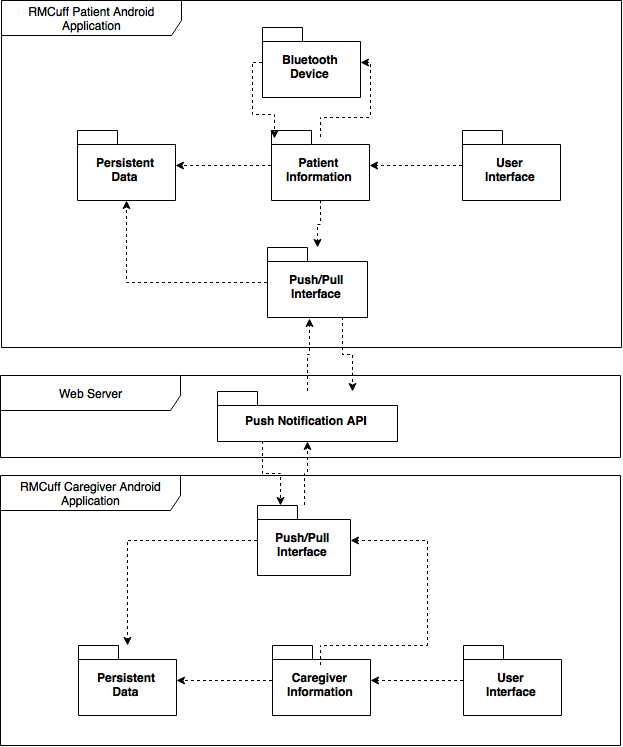 RMCuff Patient Android
Application
Bluetooth
Device
Persistent
Data
Patient
Information
User
Interface
Push/Pull
Interface
Web Server
Push Notification API
RMCuff Caregiver Android
Application
Push/Pull
Interface
Persistent
Data
Caregiver
Information
User
Interface